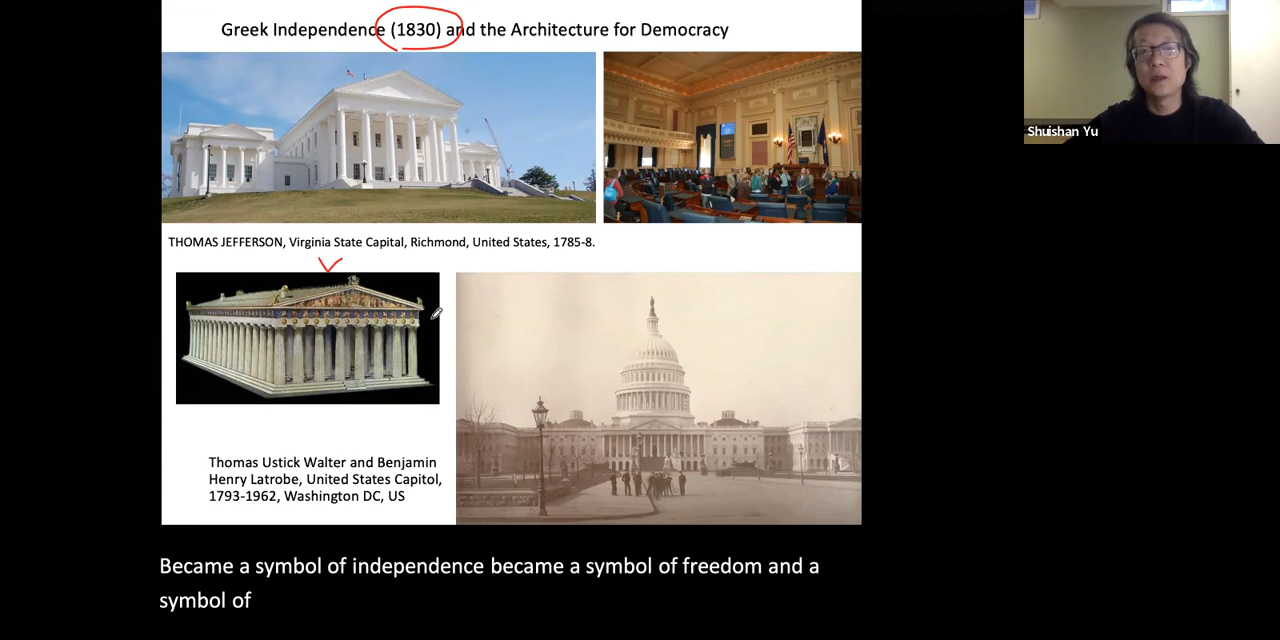 Greek Independence (1830) and the Architecture for Democracy
Shuishan Yu
THOMAS JEFFERSON, Virginia State Capital, Richmond, United States, 1785-8.
Thomas Ustick Walter and Benjamin
Henry Latrobe, United States Capitol,
1793-1962, Washington DC, US
Became a symbol of independence became a symbol of freedom and a
symbol of